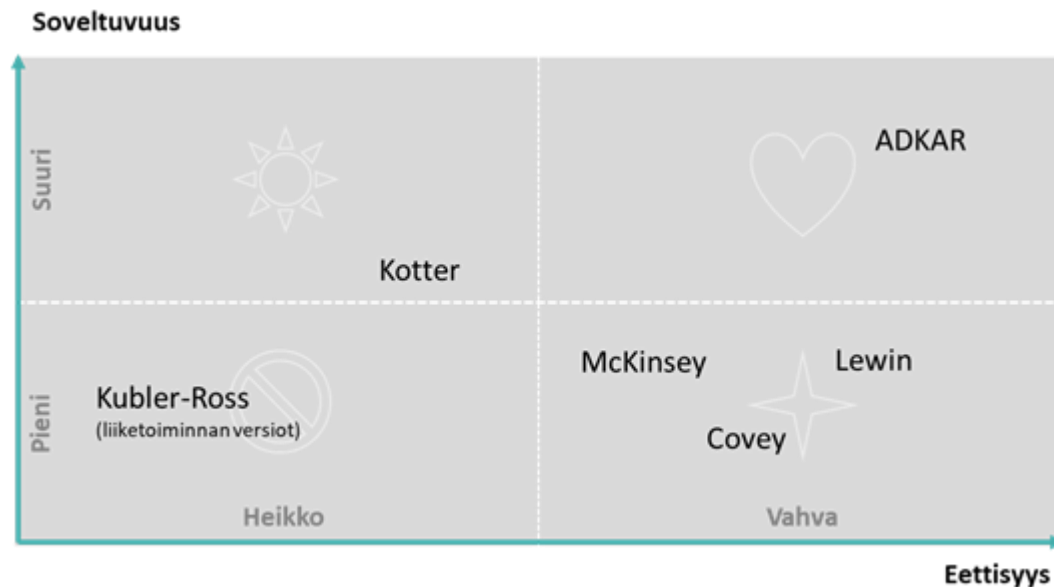 Soveltuvuus
Suuri
ADKAR
Kotter
McKinsey
Lewin
Kubler-Ross
(liiketoiminnan versiot)
Covey
Pieni
Heikko
Vahva
Eettisyys